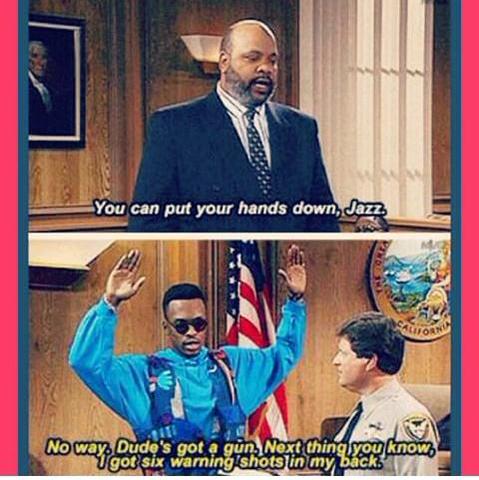 You can put your hands down, Jazz.
CALIFORNIA
No way. Dude's got a gun. Next thing you know,
I got six warning shots in my back.